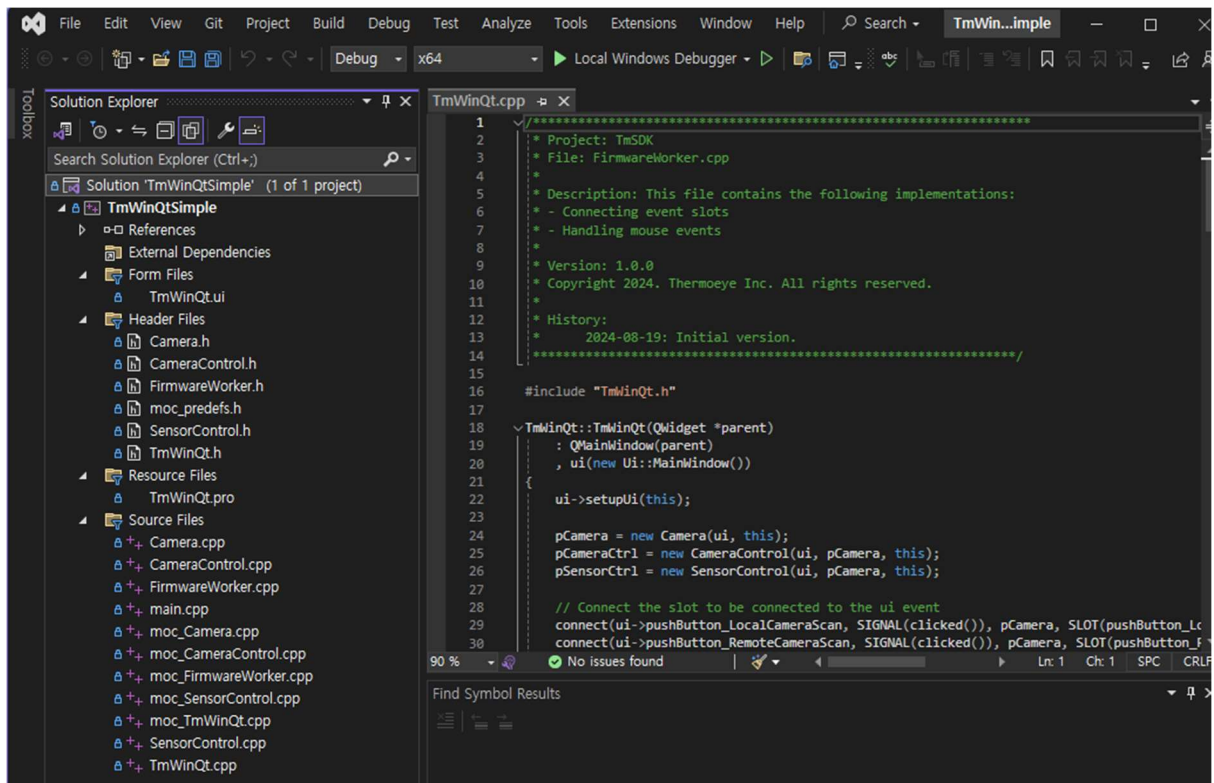 File Edit View Git Project Build Debug Test Analyze Tools Extensions Window Help Search TmWin...imple
Debug x64 Local Windows Debugger
Toolbox
Solution Explorer
Search Solution Explorer (Ctrl+;)
Solution 'TmWinQtSimple' (1 of 1 project)
TmWinQtSimple
References
External Dependencies
Form Files
TmWinQt.ui
Header Files
Camera.h
CameraControl.h
FirmwareWorker.h
moc_predefs.h
SensorControl.h
TmWinQt.h
Resource Files
TmWinQt.pro
Source Files
Camera.cpp
CameraControl.cpp
FirmwareWorker.cpp
main.cpp
moc_Camera.cpp
moc_CameraControl.cpp
moc_FirmwareWorker.cpp
moc_SensorControl.cpp
moc_TmWinQt.cpp
SensorControl.cpp
TmWinQt.cpp
TmWinQt.cpp
1 /***************************************************************
2 * Project: TmSDK
3 * File: FirmwareWorker.cpp
4 *
5 * Description: This file contains the following implementations:
6 * - Connecting event slots
7 * - Handling mouse events
8 *
9 * Version: 1.0.0
10 * Copyright 2024. Thermoeye Inc. All rights reserved.
11 *
12 * History:
13 *      2024-08-19: Initial version.
14 *************************************************************/
15
16 #include "TmWinQt.h"
17
18 TmWinQt::TmWinQt(QWidget *parent)
19     : QMainWindow(parent)
20     , ui(new Ui::MainWindow())
21 {
22     ui->setupUi(this);
23
24     pCamera = new Camera(ui, this);
25     pCameraCtrl = new CameraControl(ui, pCamera, this);
26     pSensorCtrl = new SensorControl(ui, pCamera, this);
27
28     // Connect the slot to be connected to the ui event
29     connect(ui->pushButton_LocalCameraScan, SIGNAL(clicked()), pCamera, SLOT(pushButton_Lo
30     connect(ui->pushButton_RemoteCameraScan, SIGNAL(clicked()), pCamera, SLOT(pushButton_R
90 % No issues found Ln: 1 Ch: 1 SPC CRLF
Find Symbol Results